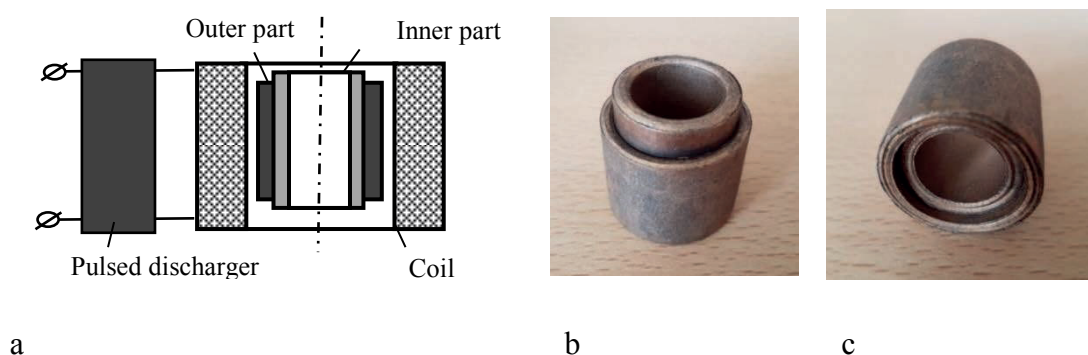 Outer part
Inner part
Pulsed discharger
Coil
a
b
c